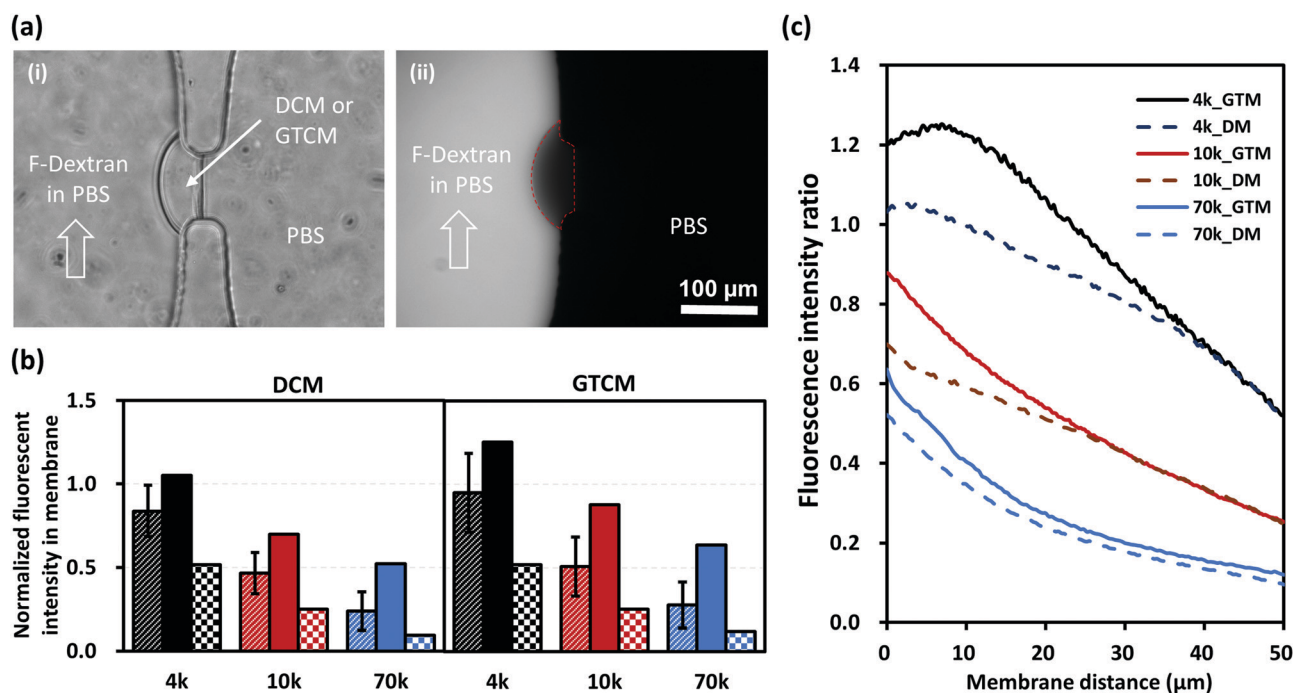 (a)
(i)
DCM or
GTCM
F-Dextran
in PBS
PBS
(ii)
F-Dextran
in PBS
PBS
100 μm
(b)
DCM
GTCM
Normalized fluorescent
intensity in membrane
1.5
1.0
0.5
0.0
4k
10k
70k
4k
10k
70k
(c)
Fluorescence intensity ratio
1.4
1.2
1.0
0.8
0.6
0.4
0.2
0.0
4k_GTM
4k_DM
10k_GTM
10k_DM
70k_GTM
70k_DM
0
10
20
30
40
50
Membrane distance (μm)